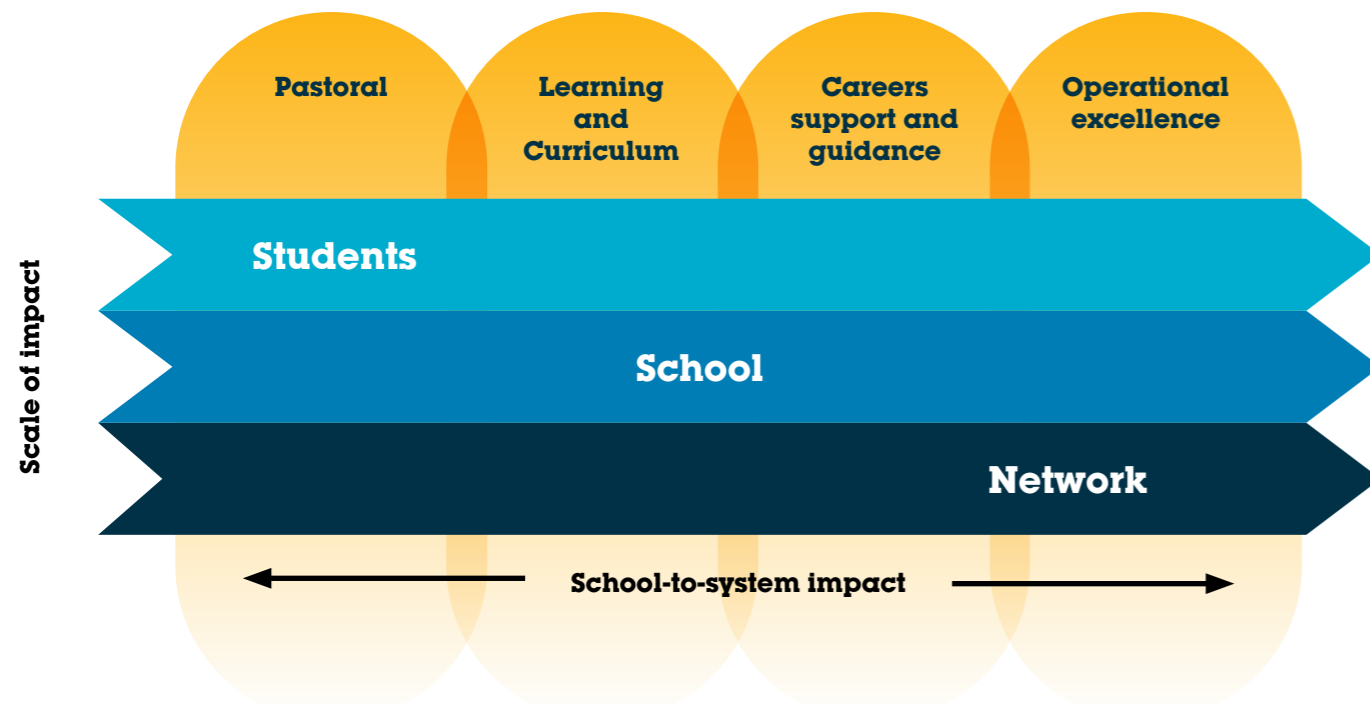 Pastoral
Learning
and
Curriculum
Careers
support and
guidance
Operational
excellence
Scale of impact
Students
School
Network
School-to-system impact